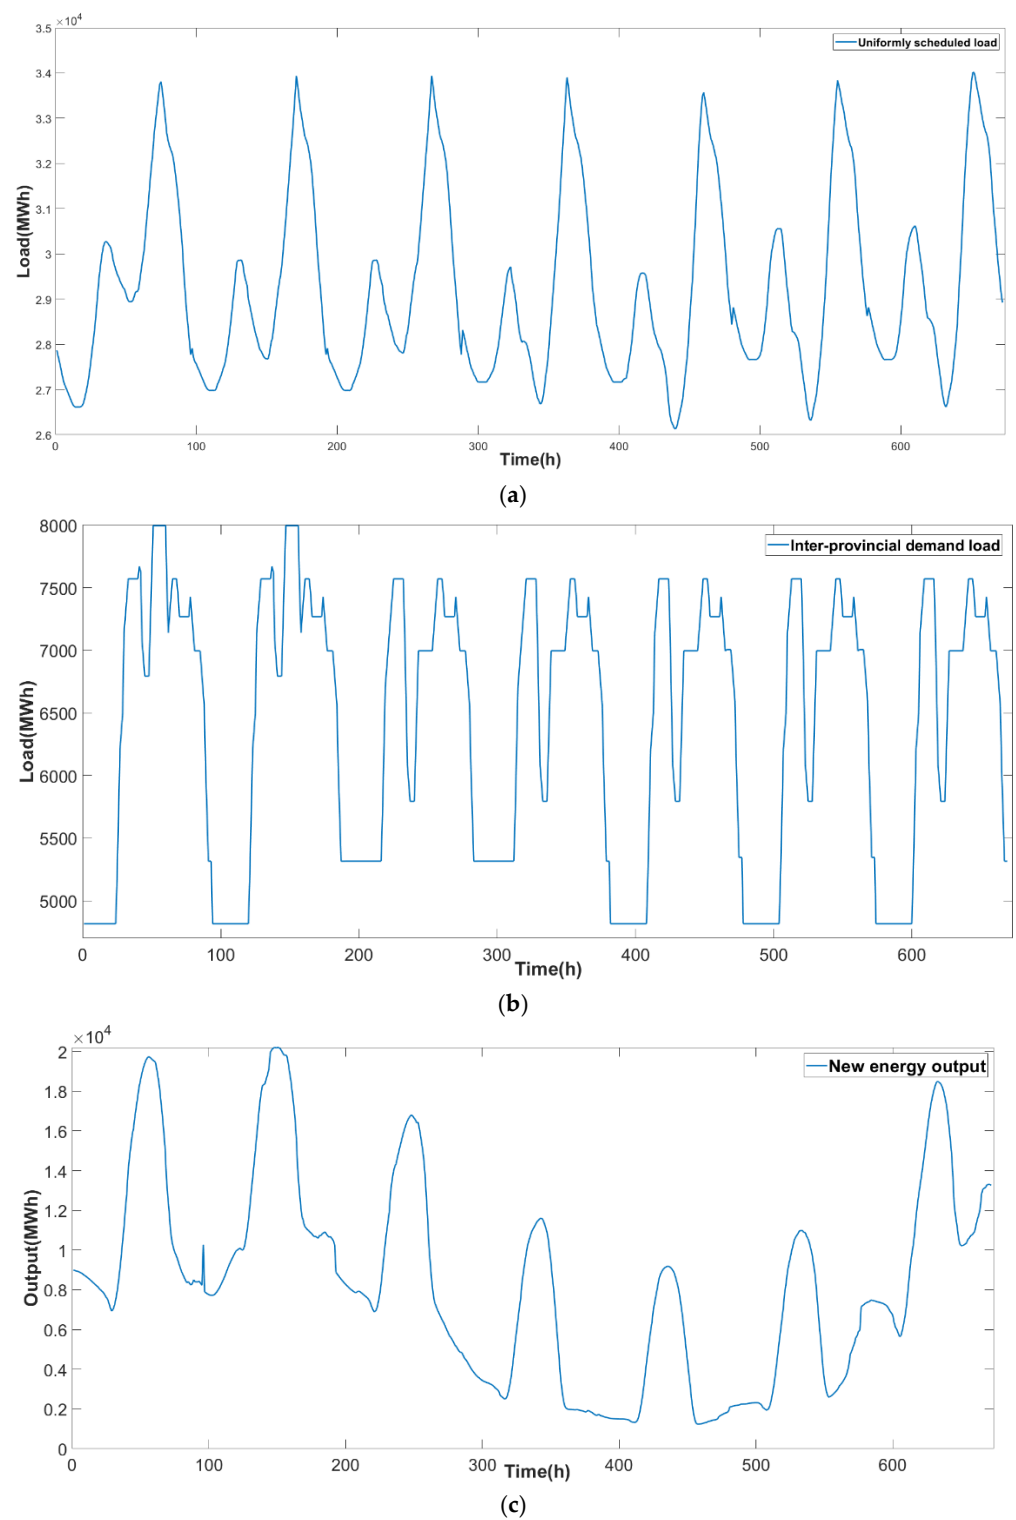 ×10⁴
3.5
Uniformly scheduled load
3.4
3.3
3.2
3.1
3
2.9
2.8
2.7
2.6
Load(MWh)
1 100 200 300 400 500 600
Time(h)
(a)
8000
Inter-provincial demand load
7500
7000
6500
6000
5500
5000
Load(MWh)
0 100 200 300 400 500 600
Time(h)
(b)
×10⁴
2
New energy output
1.8
1.6
1.4
1.2
1
0.8
0.6
0.4
0.2
0
Output(MWh)
0 100 200 300 400 500 600
Time(h)
(c)